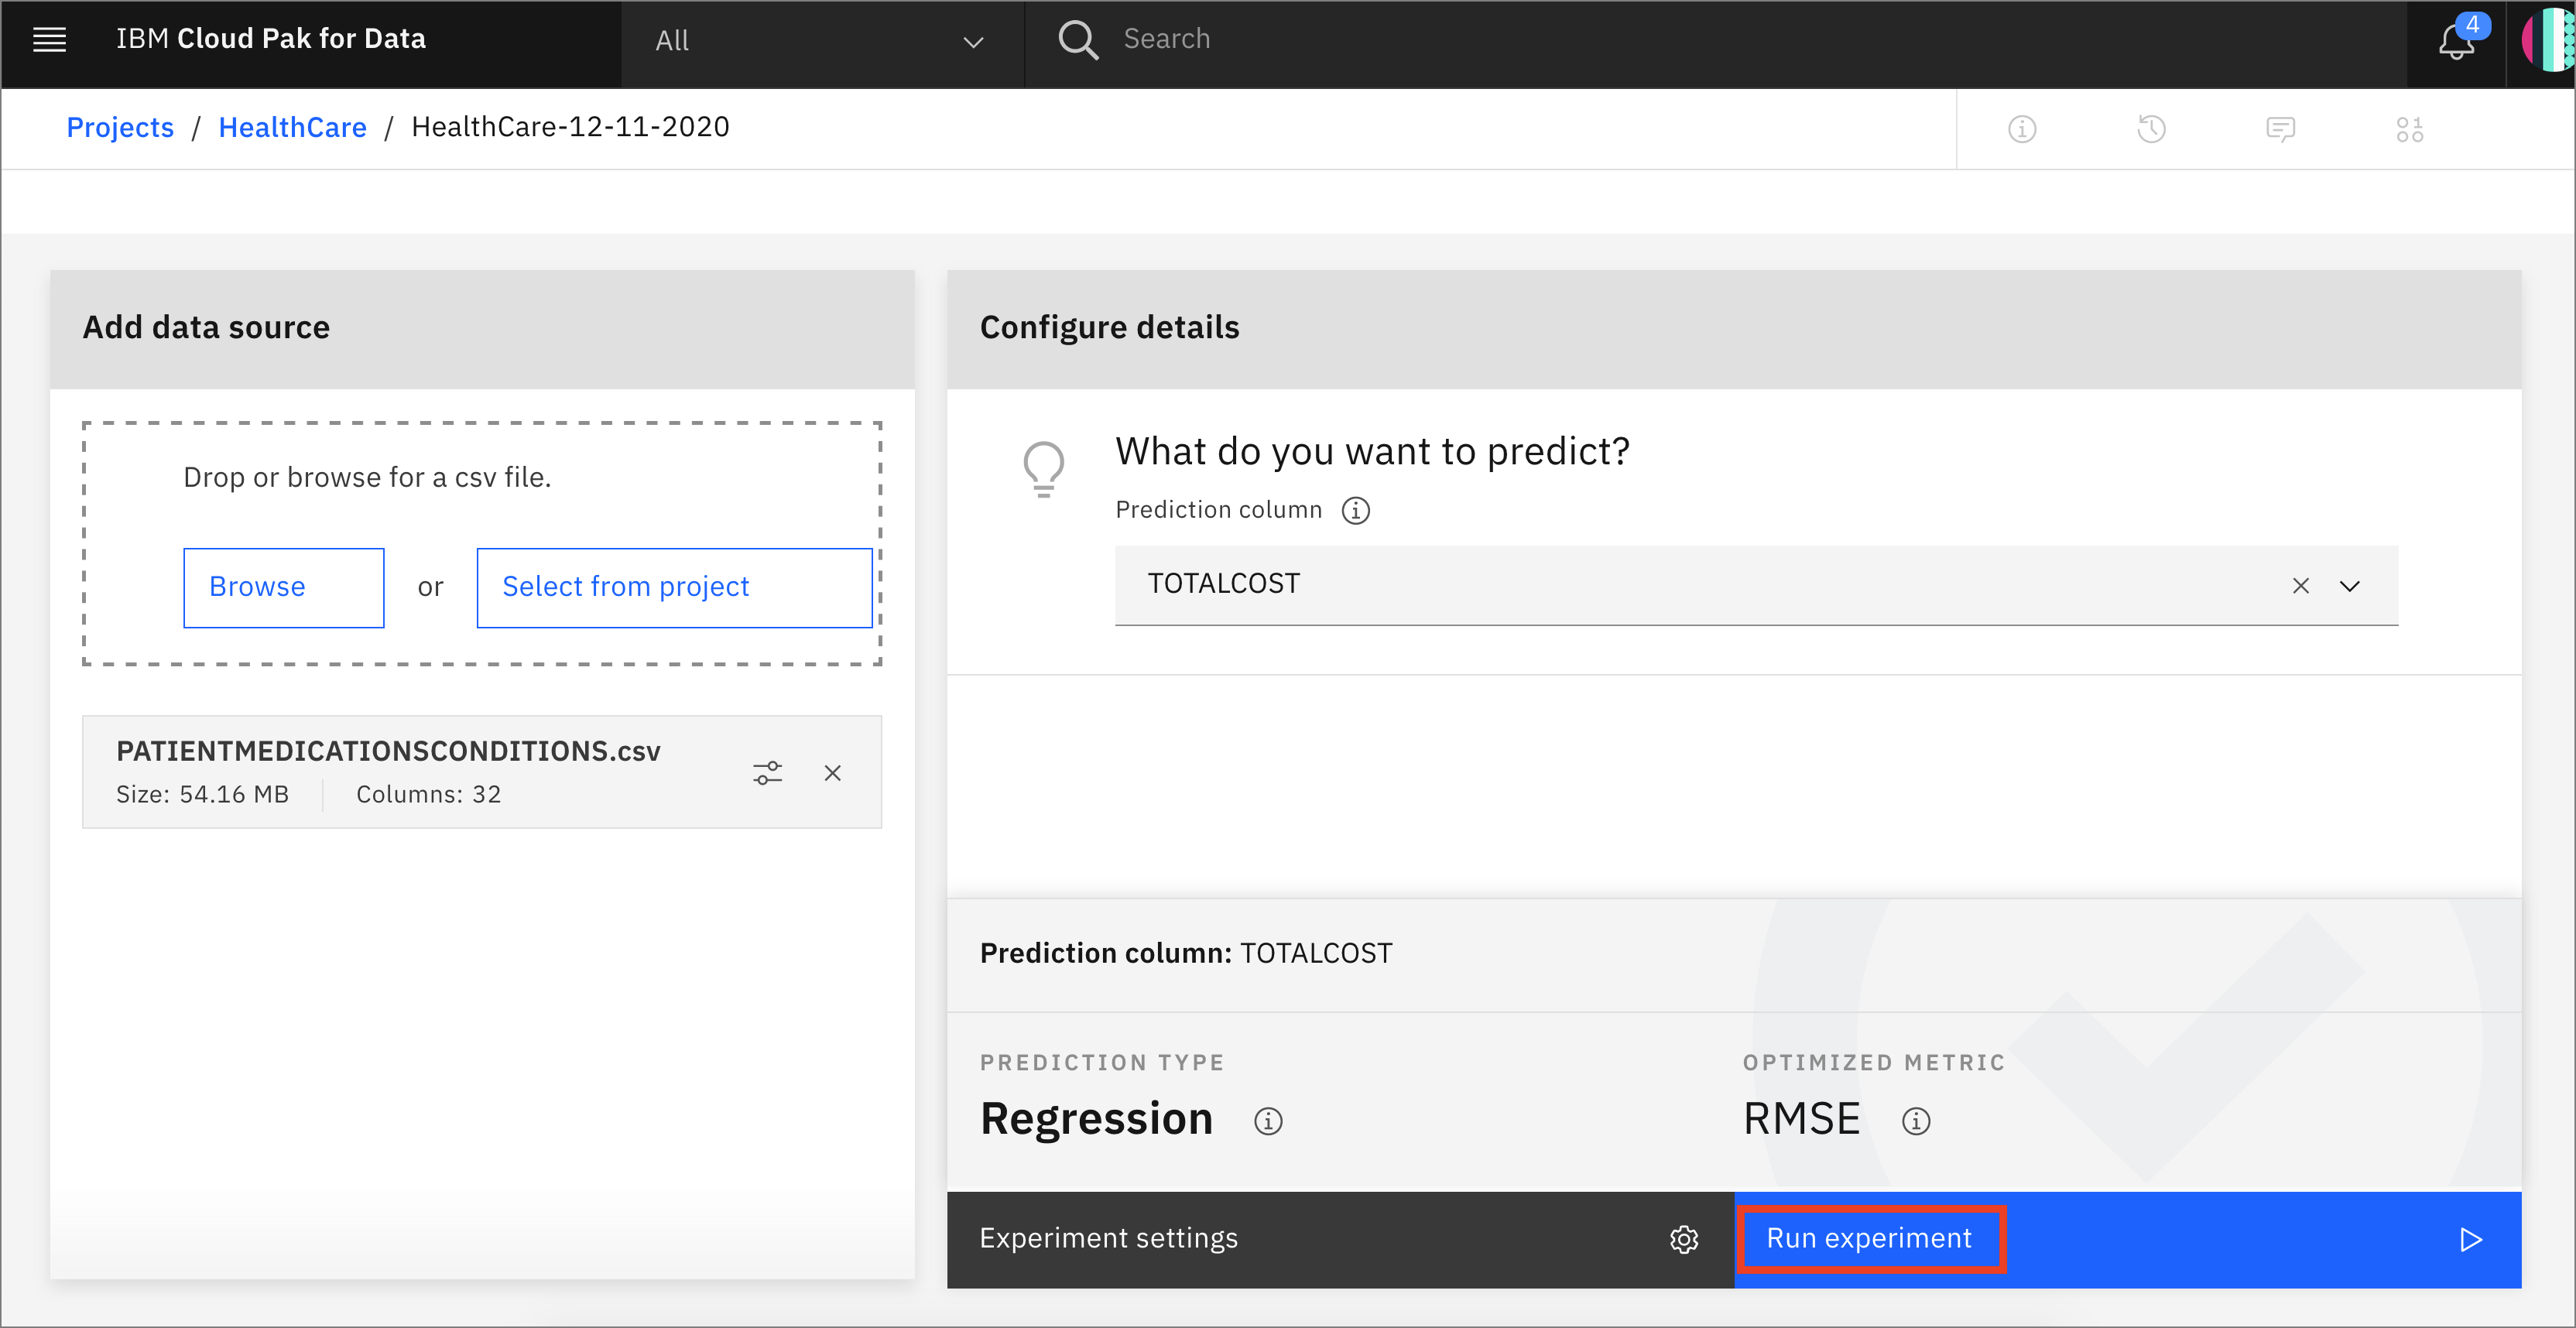 IBM Cloud Pak for Data
All
Search
4
Projects / HealthCare / HealthCare-12-11-2020
Add data source
Drop or browse for a csv file.
Browse or Select from project
PATIENTMEDICATIONSCONDITIONS.csv
Size: 54.16 MB Columns: 32
Configure details
What do you want to predict?
Prediction column
TOTALCOST
Prediction column: TOTALCOST
PREDICTION TYPE
Regression
OPTIMIZED METRIC
RMSE
Experiment settings
Run experiment